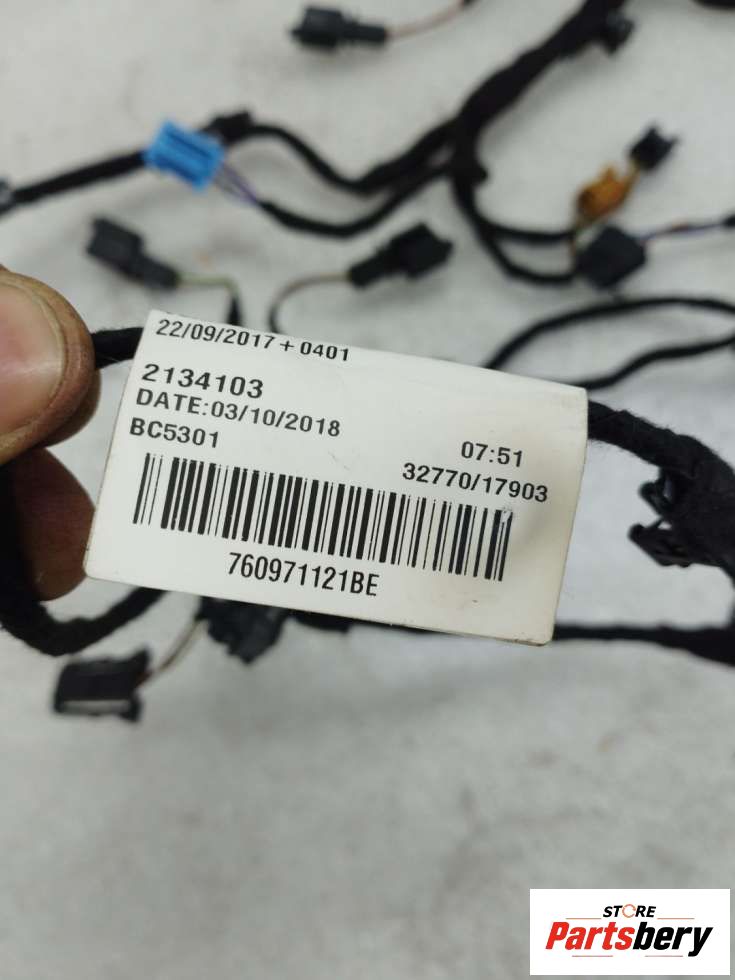 22/09/2017 + 0401
2134103
DATE:03/10/2018
BC5301
07:51
32770/17903
760971121BE
STORE
Partsbery